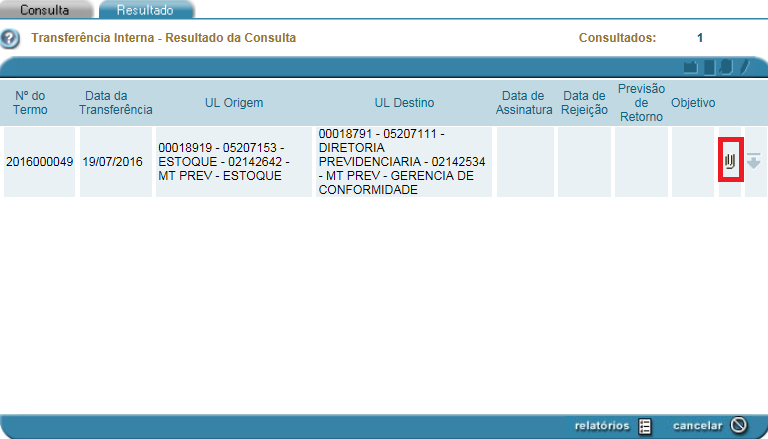 Consulta
Resultado
Transferência Interna - Resultado da Consulta
Consultados: 1
Nº do
Termo
Data da
Transferência
UL Origem
UL Destino
Data de
Assinatura
Data de
Rejeição
Previsão
de
Retorno
Objetivo
2016000049
19/07/2016
00018919 - 05207153 -
ESTOQUE - 02142642 -
MT PREV - ESTOQUE
00018791 - 05207111 -
DIRETORIA
PREVIDENCIARIA - 02142534
- MT PREV - GERENCIA DE
CONFORMIDADE
relatórios
cancelar